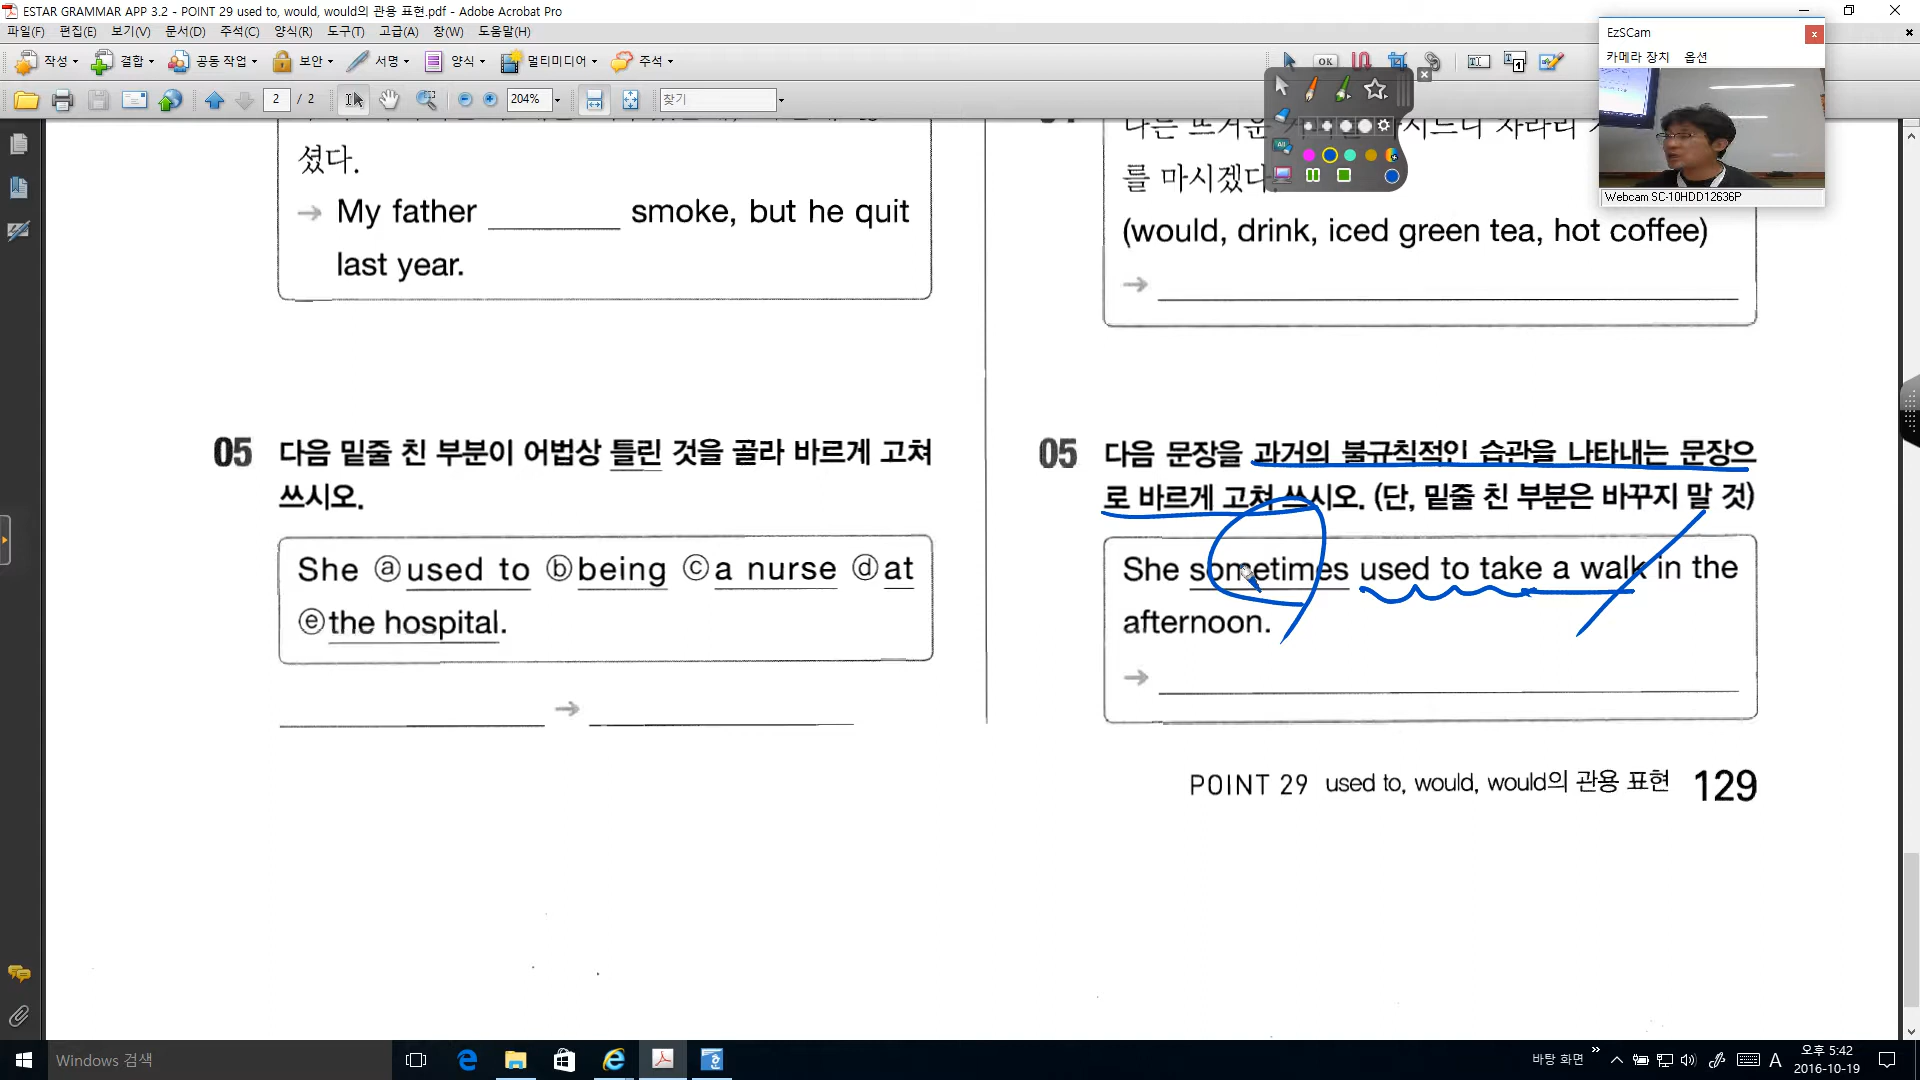 ESTAR GRAMMAR APP 3.2 - POINT 29 used to, would, would의 관용 표현.pdf - Adobe Acrobat Pro
파일(F) 편집(E) 보기(V) 문서(D) 주석(C) 양식(R) 도구(T) 고급(A) 창(W) 도움말(H)
작성 결합 공동 작업 보안 서명 양식 멀티미디어 주석
2 / 2 204% 찾기
OK
All
EzSCam
카메라 장치 옵션
Webcam SC-10HDD12636P
셨다.
→ My father ________ smoke, but he quit
last year.
05 다음 밑줄 친 부분이 어법상 틀린 것을 골라 바르게 고쳐
쓰시오.
She ⓐ used to ⓑ being ⓒ a nurse ⓓ at
ⓔ the hospital.
→
를 마시겠다.
(would, drink, iced green tea, hot coffee)
→
05 다음 문장을 과거의 불규칙적인 습관을 나타내는 문장으
로 바르게 고쳐 쓰시오. (단, 밑줄 친 부분은 바꾸지 말 것)
She sometimes used to take a walk in the
afternoon.
→
POINT 29 used to, would, would의 관용 표현 129
Windows 검색
바탕 화면
A
오후 5:42
2016-10-19